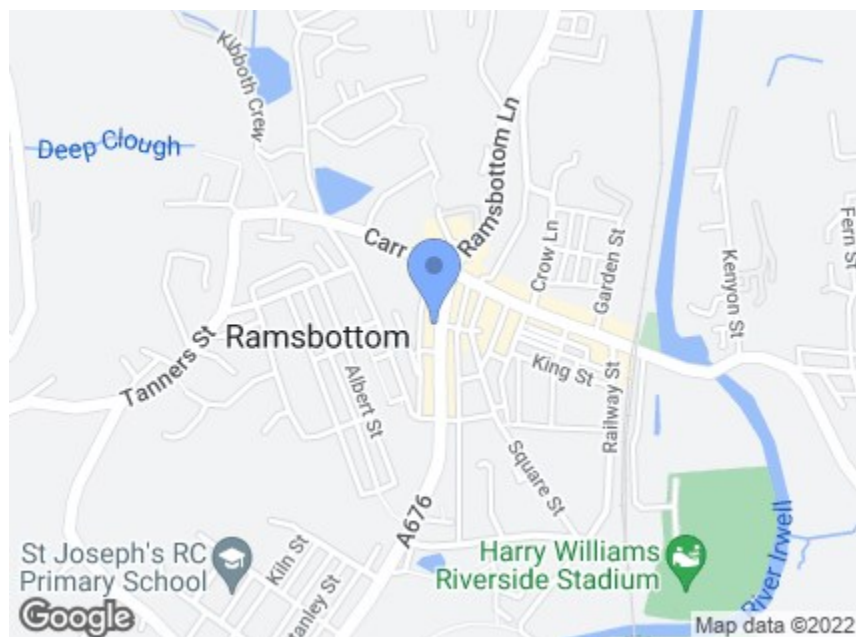 Kibboth Crew
Deep Clough
Ramsbottom Ln
Carr
Crow Ln
Garden St
Kenyon St
Fern St
Ramsbottom
Tanners St
Albert St
King St
Railway St
Square St
A676
St Joseph's RC
Primary School
Kiln St
Stanley St
Harry Williams
Riverside Stadium
River Irwell
Google
Map data ©2022